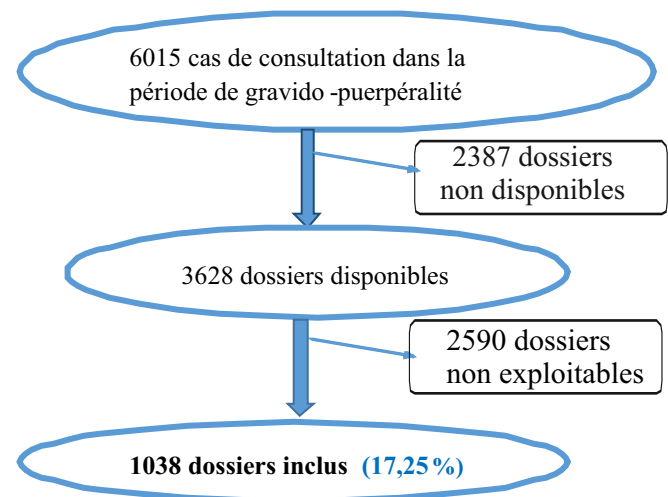 6015 cas de consultation dans la
période de gravido -puerpéralité
2387 dossiers
non disponibles
3628 dossiers disponibles
2590 dossiers
non exploitables
1038 dossiers inclus (17,25%)